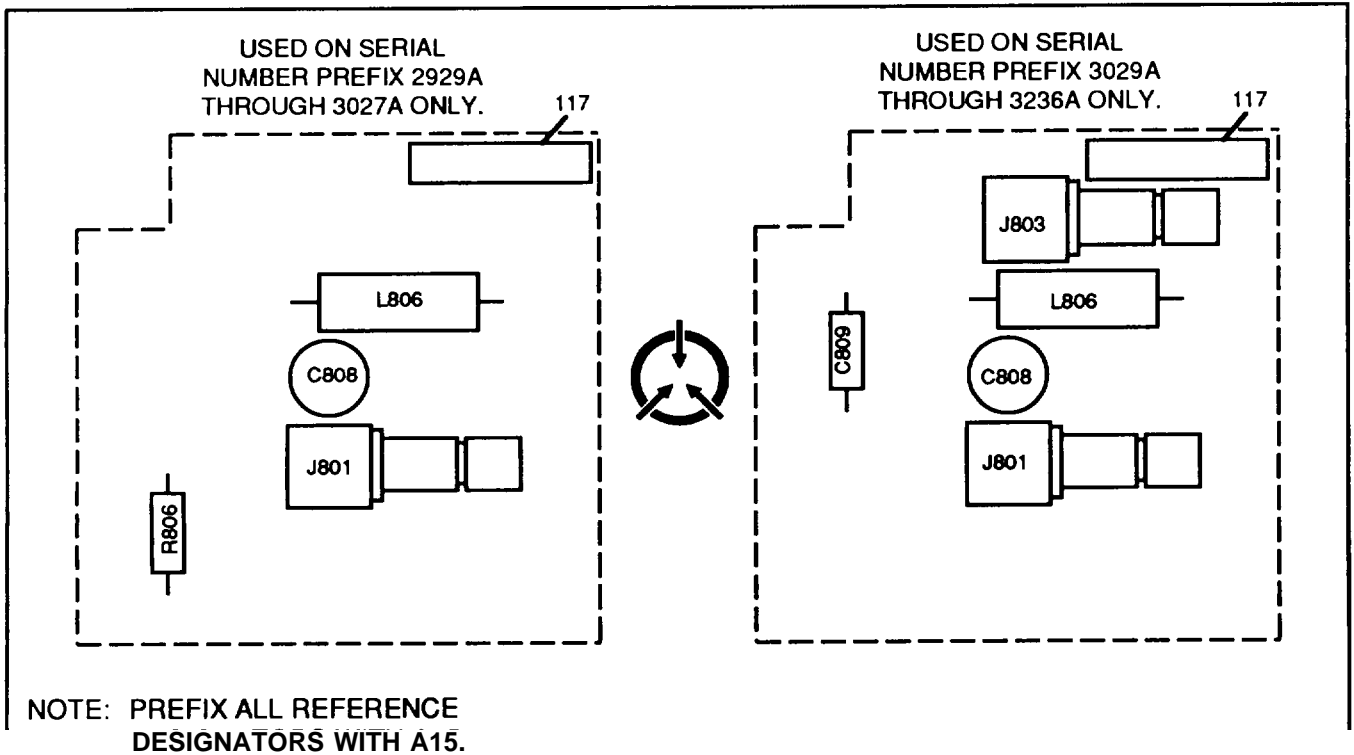 USED ON SERIAL
NUMBER PREFIX 2929A
THROUGH 3027A ONLY.
117
L806
C808
J801
R806
USED ON SERIAL
NUMBER PREFIX 3029A
THROUGH 3236A ONLY.
117
J803
L806
C809
C808
J801
NOTE: PREFIX ALL REFERENCE
DESIGNATORS WITH A15.